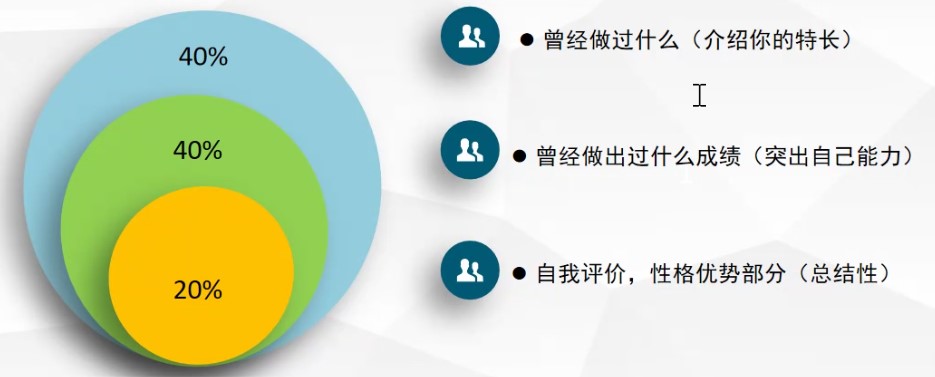 40%
● 曾经做过什么（介绍你的特长）
40%
● 曾经做出过什么成绩（突出自己能力）
20%
● 自我评价，性格优势部分（总结性）